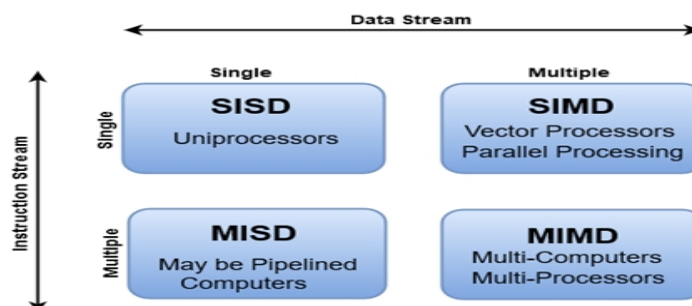 Data Stream
Single
Multiple
Instruction Stream
Single
SISD
Uniprocessors
SIMD
Vector Processors
Parallel Processing
Multiple
MISD
May be Pipelined
Computers
MIMD
Multi-Computers
Multi-Processors